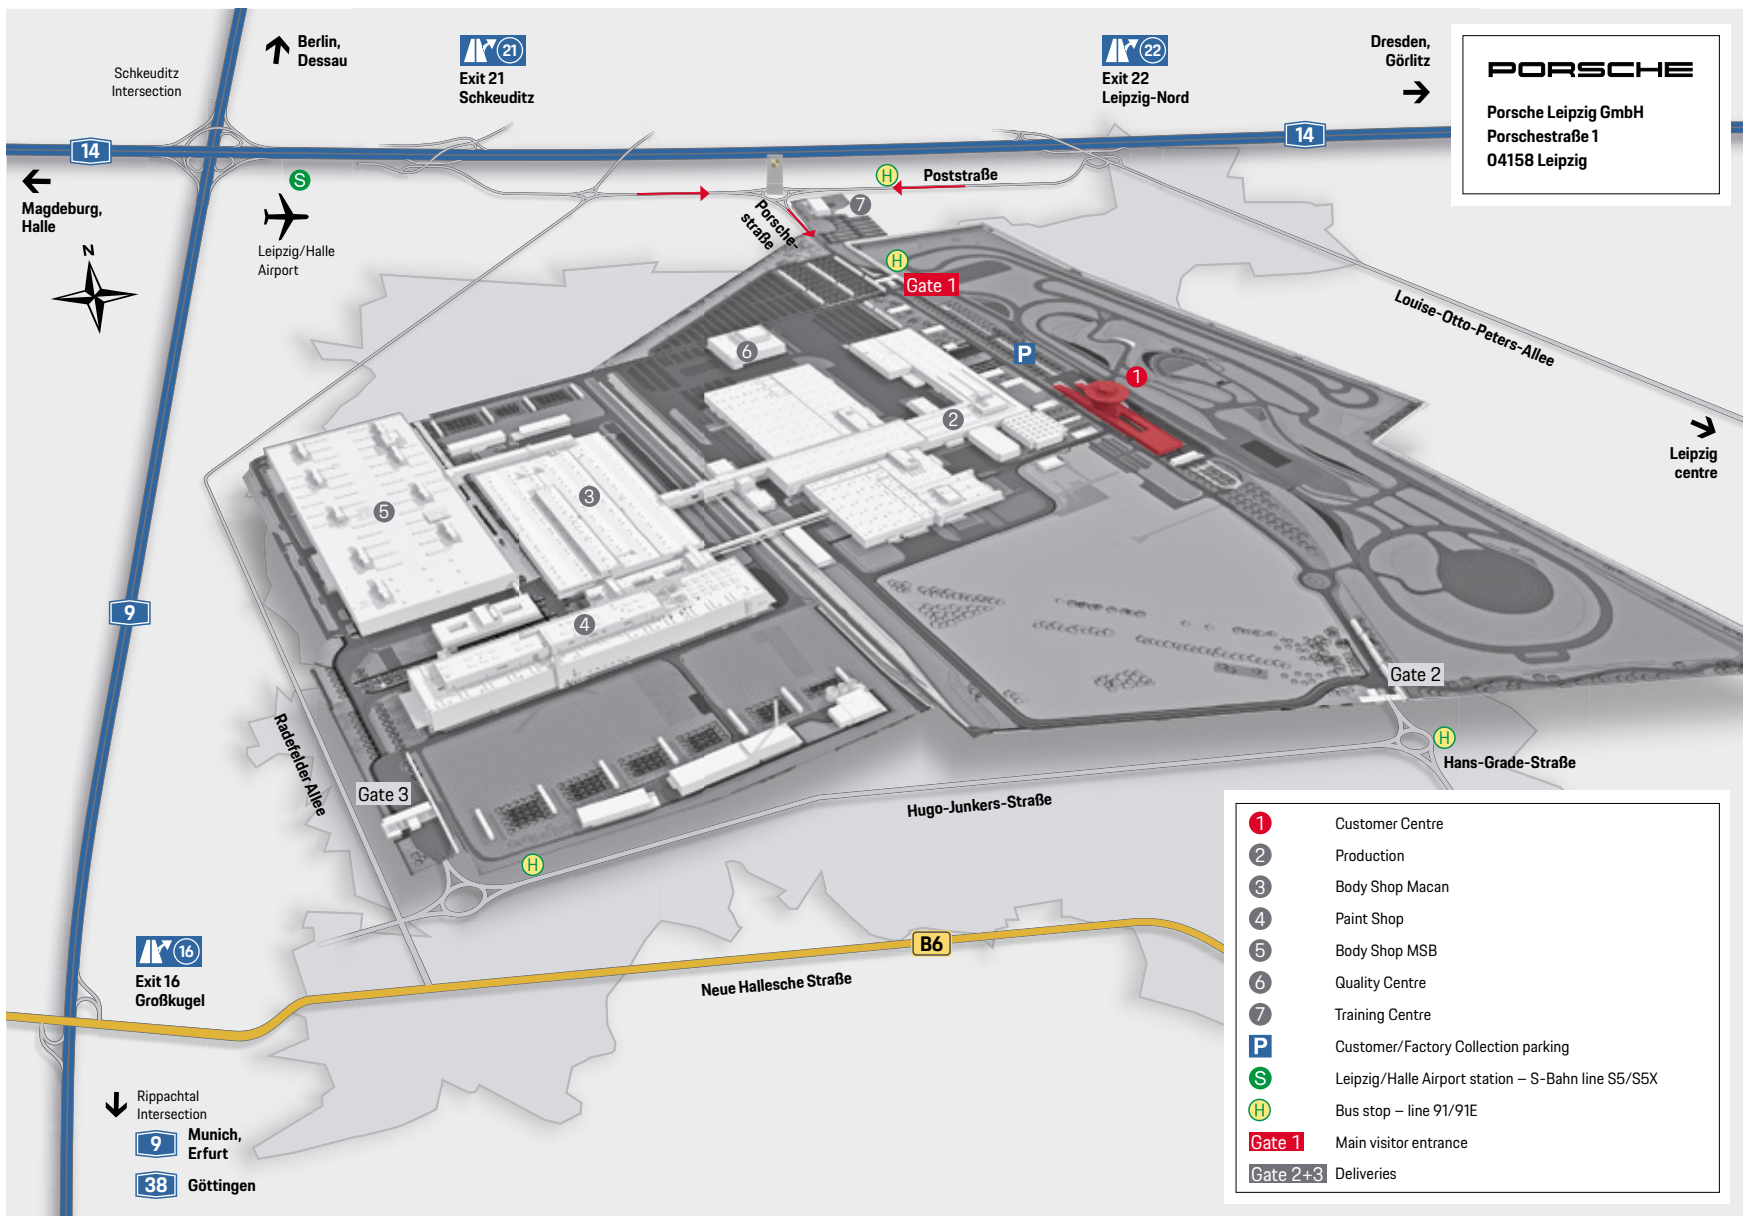 Berlin,
Dessau
Schkeuditz
Intersection
21
Exit 21
Schkeuditz
22
Exit 22
Leipzig-Nord
Dresden,
Görlitz
PORSCHE
Porsche Leipzig GmbH
Porschestraße 1
04158 Leipzig
14
14
Magdeburg,
Halle
S
Leipzig/Halle
Airport
N
H
Poststraße
7
Porsche-
straße
H
Gate 1
Louise-Otto-Peters-Allee
P
6
1
2
Leipzig
centre
3
5
9
4
Gate 2
H
Hans-Grade-Straße
Radefelder Allee
Gate 3
Hugo-Junkers-Straße
H
B6
Neue Hallesche Straße
16
Exit 16
Großkugel
Rippachtal
Intersection
9 Munich,
Erfurt
38 Göttingen
1 Customer Centre
2 Production
3 Body Shop Macan
4 Paint Shop
5 Body Shop MSB
6 Quality Centre
7 Training Centre
P Customer/Factory Collection parking
S Leipzig/Halle Airport station – S-Bahn line S5/S5X
H Bus stop – line 91/91E
Gate 1 Main visitor entrance
Gate 2+3 Deliveries